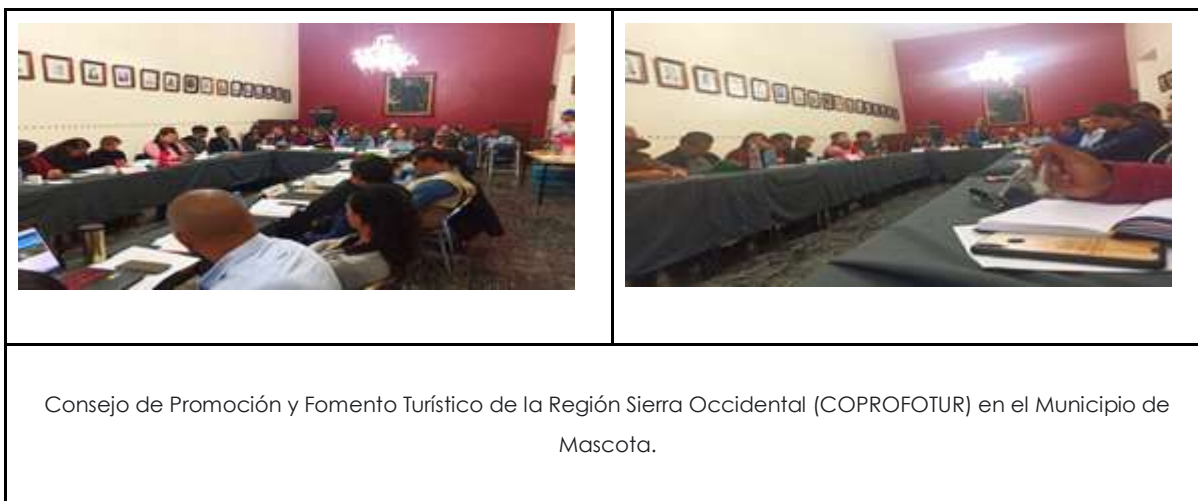 Consejo de Promoción y Fomento Turístico de la Región Sierra Occidental (COPROFOTUR) en el Municipio de
Mascota.